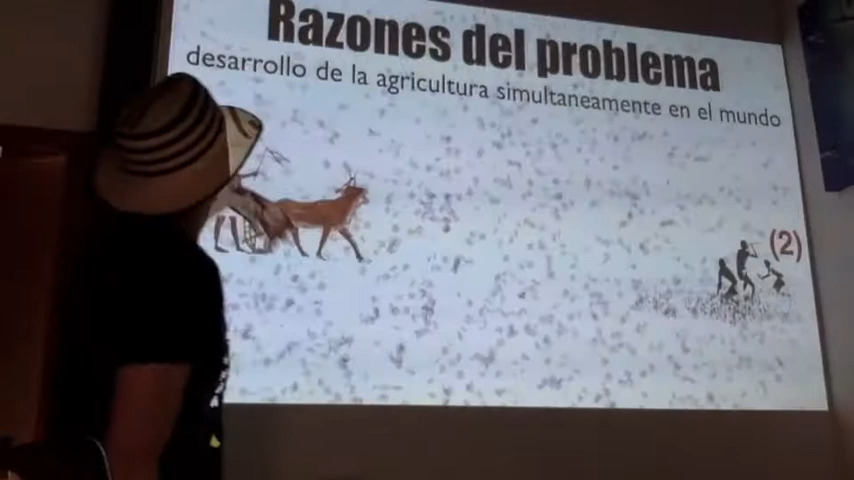 Razones del problema
desarrollo de la agricultura simultaneamente en el mundo
(2)